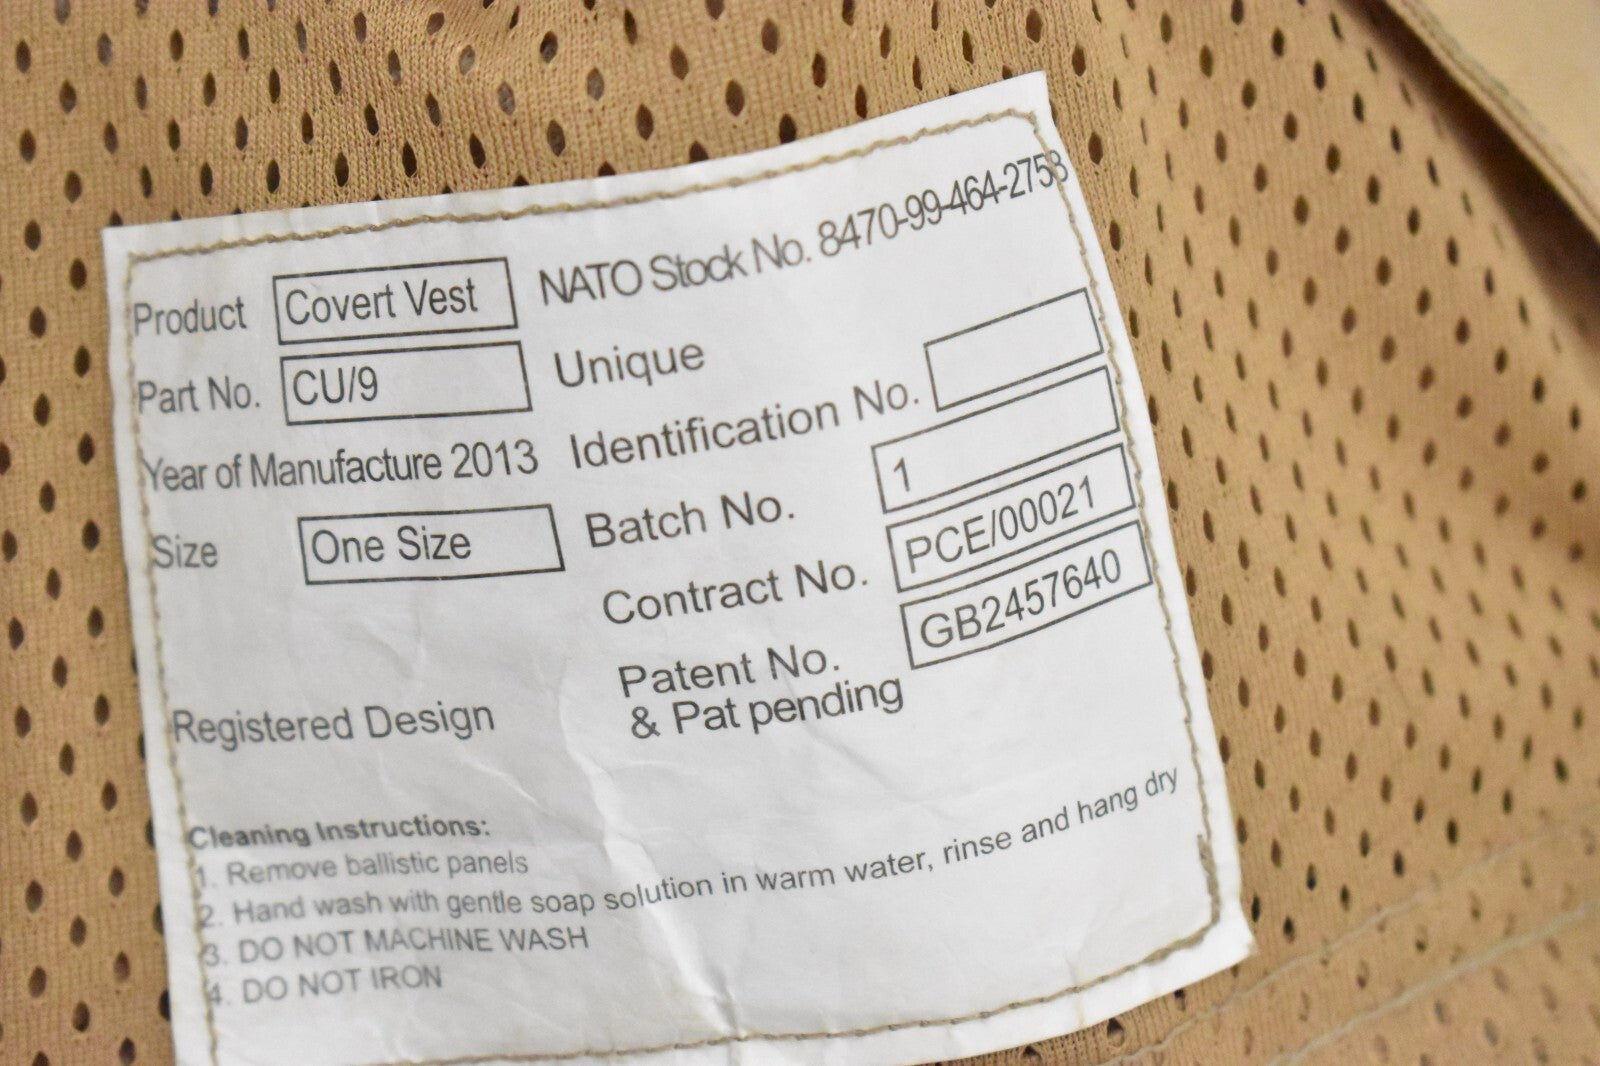 Product Covert Vest
NATO Stock No. 8470-99-464-2758
Part No. CU/9
Unique
Identification No.
Year of Manufacture 2013
Batch No. 1
Size One Size
Contract No. PCE/00021
Patent No. GB2457640
& Pat pending
Registered Design
Cleaning Instructions:
1. Remove ballistic panels
2. Hand wash with gentle soap solution in warm water, rinse and hang dry
3. DO NOT MACHINE WASH
4. DO NOT IRON